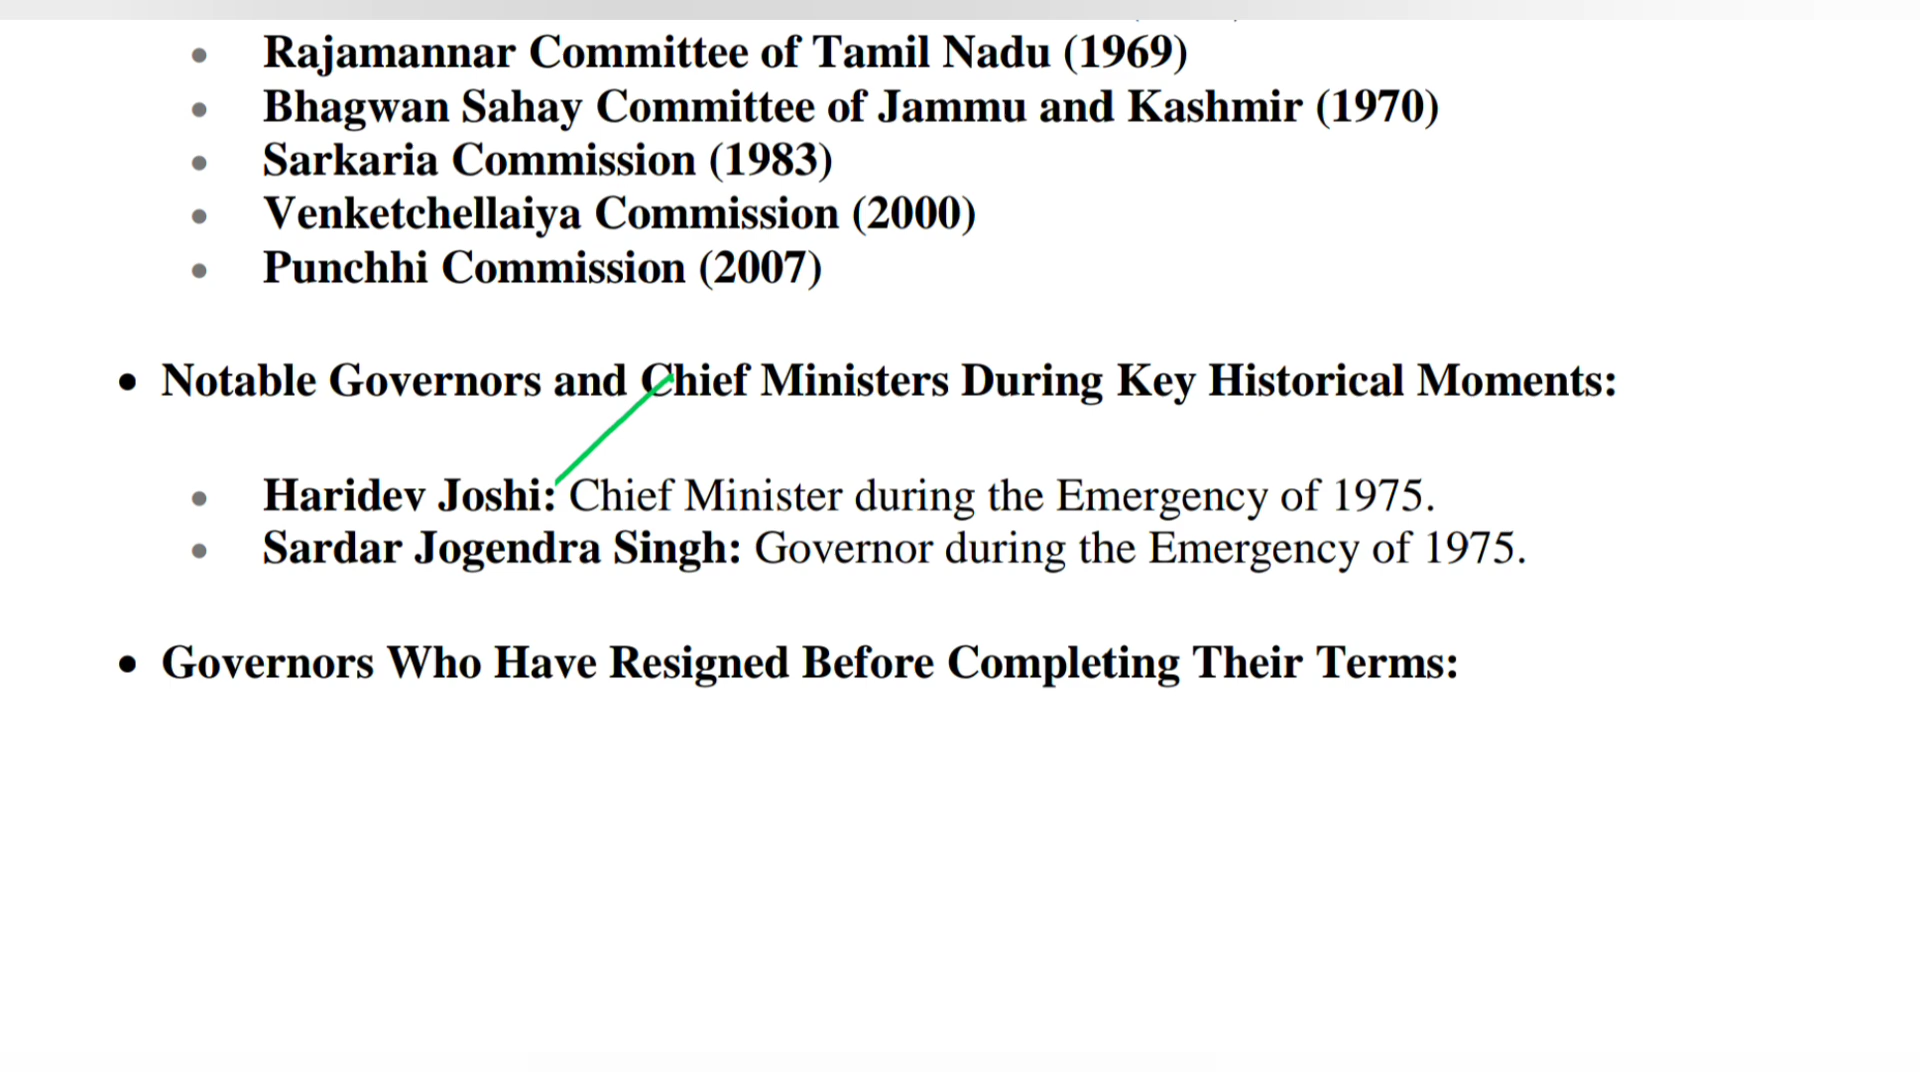 • Rajamannar Committee of Tamil Nadu (1969)
• Bhagwan Sahay Committee of Jammu and Kashmir (1970)
• Sarkaria Commission (1983)
• Venketchellaiya Commission (2000)
• Punchhi Commission (2007)
• Notable Governors and Chief Ministers During Key Historical Moments:
• Haridev Joshi: Chief Minister during the Emergency of 1975.
• Sardar Jogendra Singh: Governor during the Emergency of 1975.
• Governors Who Have Resigned Before Completing Their Terms: